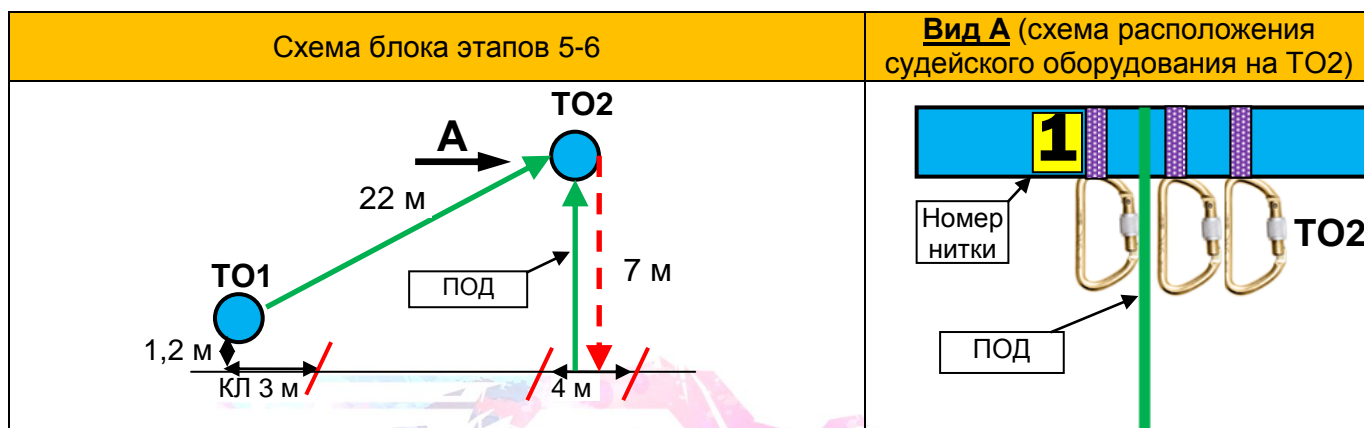 Схема блока этапов 5-6
Вид А (схема расположения
судейского оборудования на ТО2)
ТО2
А
22 м
ПОД
7 м
ТО1
1,2 м
КЛ 3 м
4 м
1
Номер
нитки
ТО2
ПОД